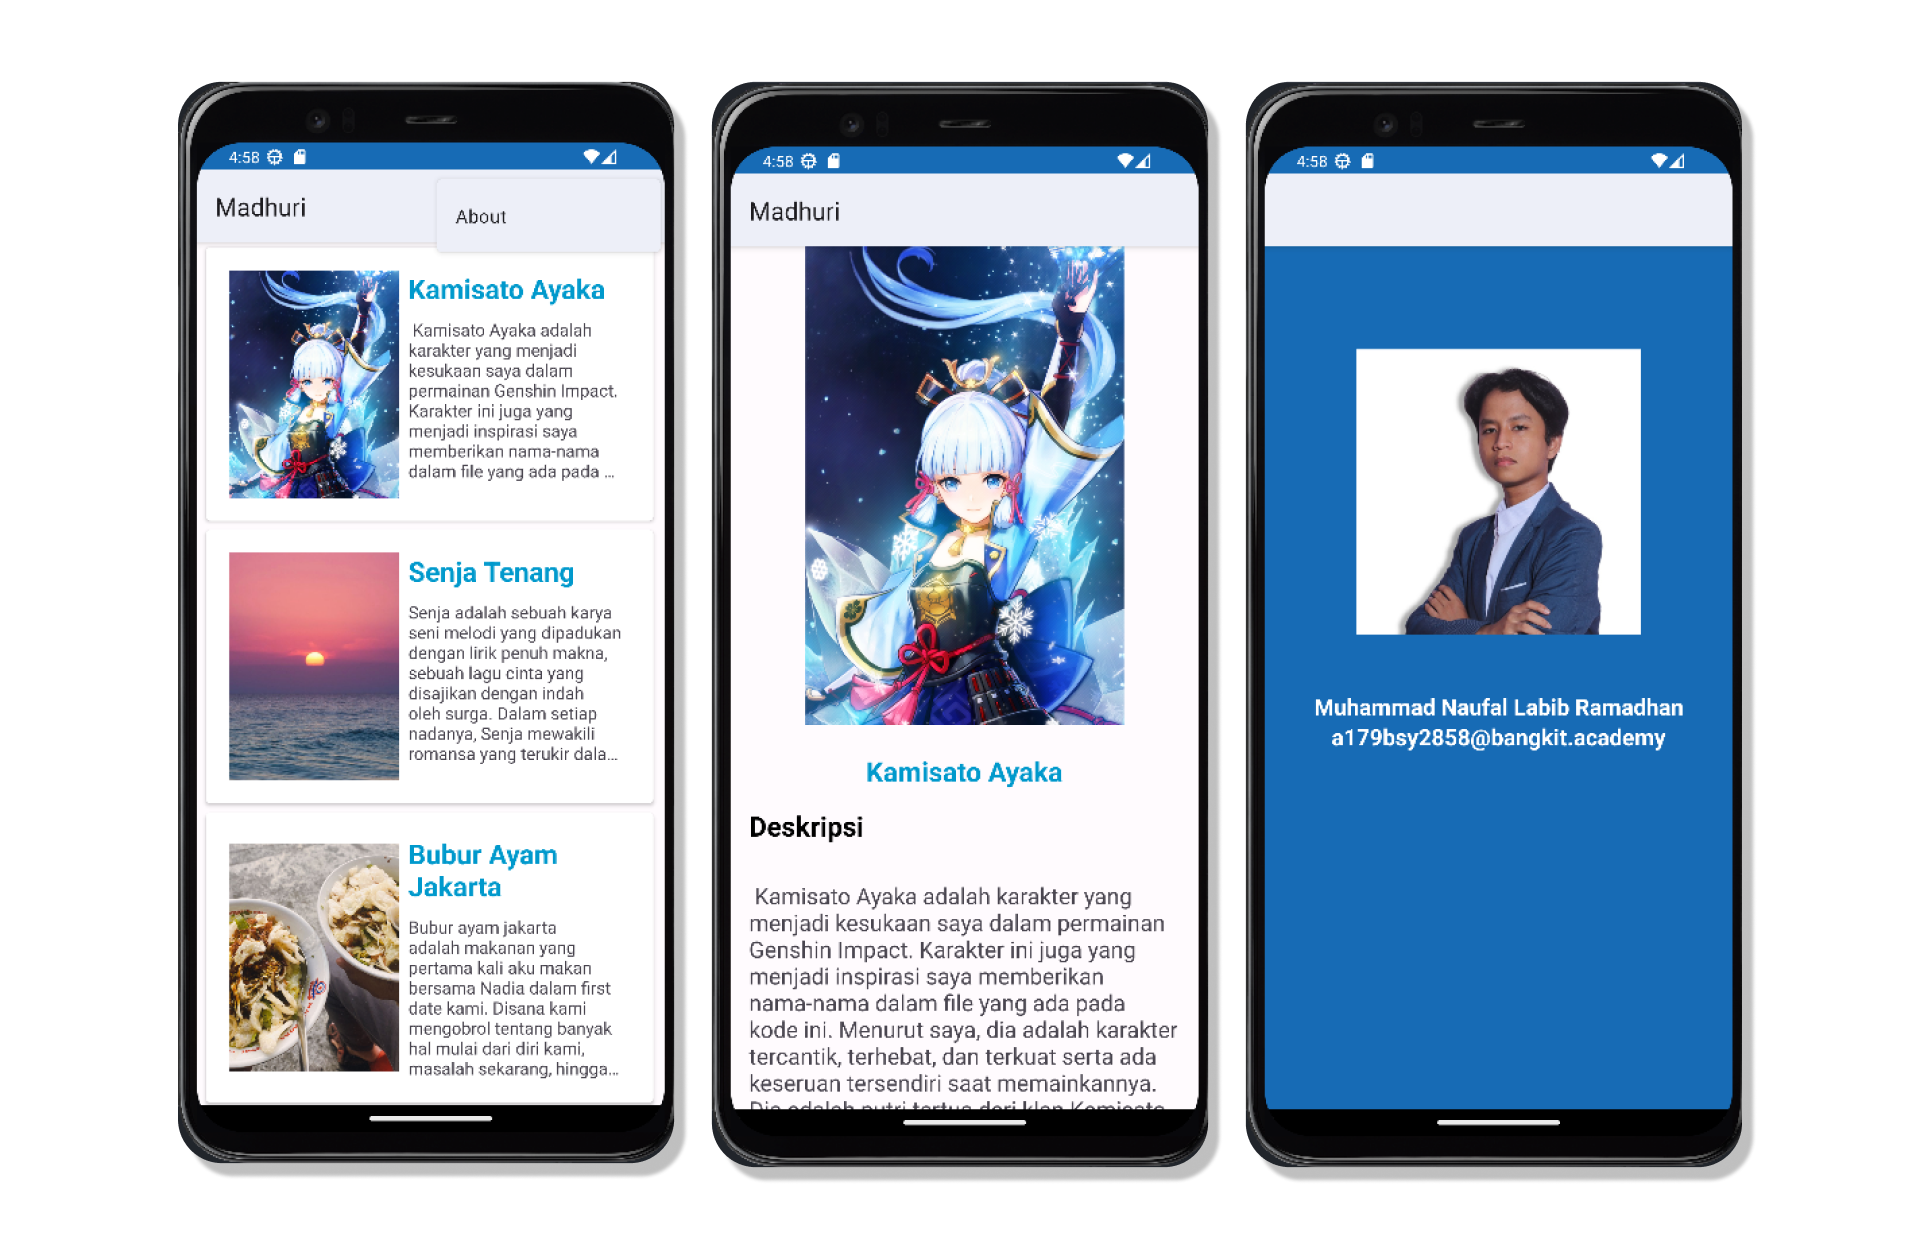 4:58
Madhuri
About
Kamisato Ayaka
Kamisato Ayaka adalah
karakter yang menjadi
kesukaan saya dalam
permainan Genshin Impact.
Karakter ini juga yang
menjadi inspirasi saya
memberikan nama-nama
dalam file yang ada pada ...
Senja Tenang
Senja adalah sebuah karya
seni melodi yang dipadukan
dengan lirik penuh makna,
sebuah lagu cinta yang
disajikan dengan indah
oleh surga. Dalam setiap
nadanya, Senja mewakili
romansa yang terukir dala...
Bubur Ayam
Jakarta
Bubur ayam jakarta
adalah makanan yang
pertama kali aku makan
bersama Nadia dalam first
date kami. Disana kami
mengobrol tentang banyak
hal mulai dari diri kami,
masalah sekarang, hingga...
4:58
Madhuri
Kamisato Ayaka
Deskripsi
Kamisato Ayaka adalah karakter yang
menjadi kesukaan saya dalam permainan
Genshin Impact. Karakter ini juga yang
menjadi inspirasi saya memberikan
nama-nama dalam file yang ada pada
kode ini. Menurut saya, dia adalah karakter
tercantik, terhebat, dan terkuat serta ada
keseruan tersendiri saat memainkannya.
Dia adalah putri tertua dari klan Kamisato
4:58
Muhammad Naufal Labib Ramadhan
a179bsy2858@bangkit.academy